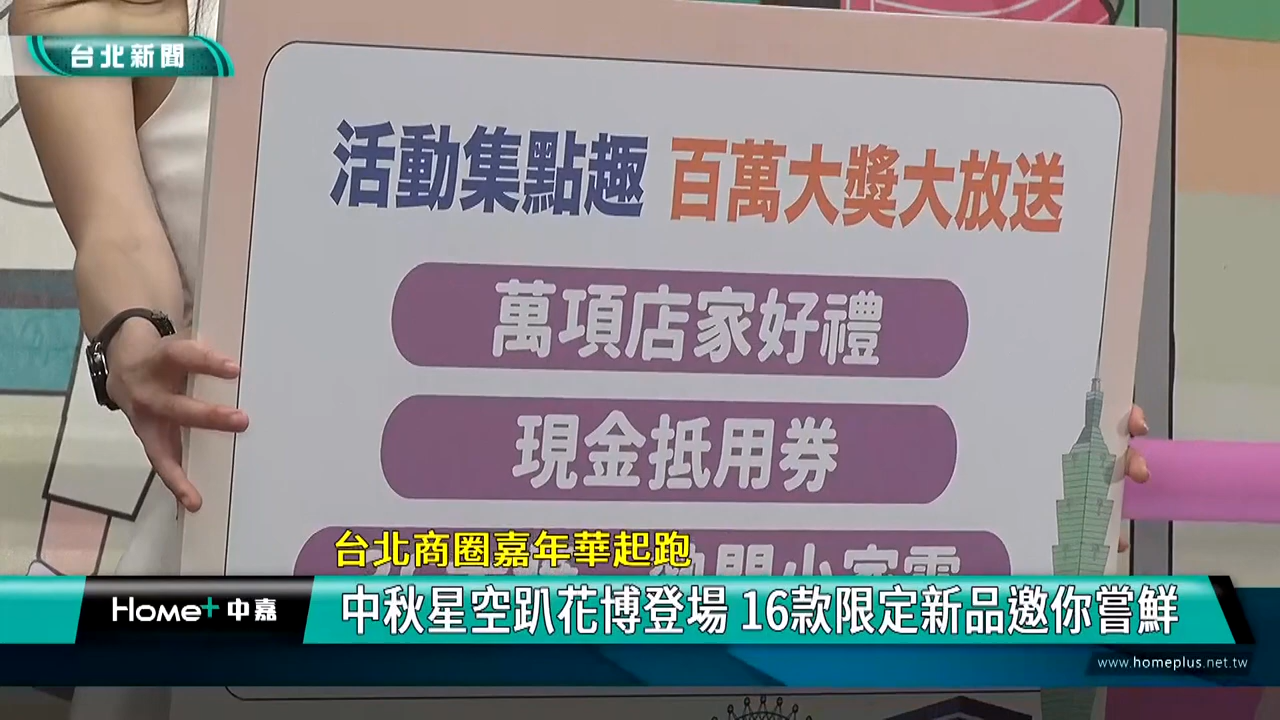 台北新聞
活動集點趣 百萬大獎大放送
萬項店家好禮
現金抵用券
台北商圈嘉年華起跑
Home+中嘉
中秋星空趴花博登場 16款限定新品邀你嘗鮮
www.homeplus.net.tw